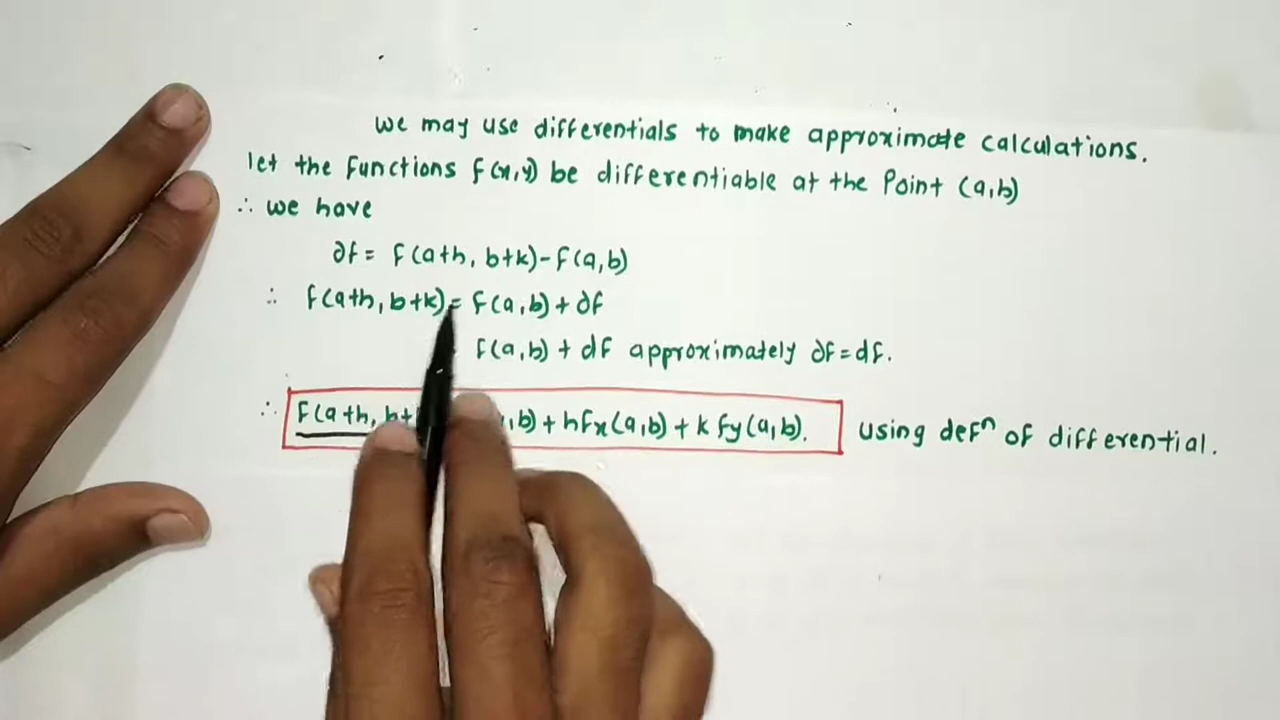 we may use differentials to make approximate calculations.
let the functions f(x,y) be differentiable at the Point (a,b)
∴ we have
∂f = f(a+h, b+k) - f(a,b)
∴ f(a+h, b+k) = f(a,b) + ∂f
f(a,b) + df approximately ∂f = df.
∴ f(a+h, b+ ,b) + hfx(a,b) + k fy(a,b). using defⁿ of differential.